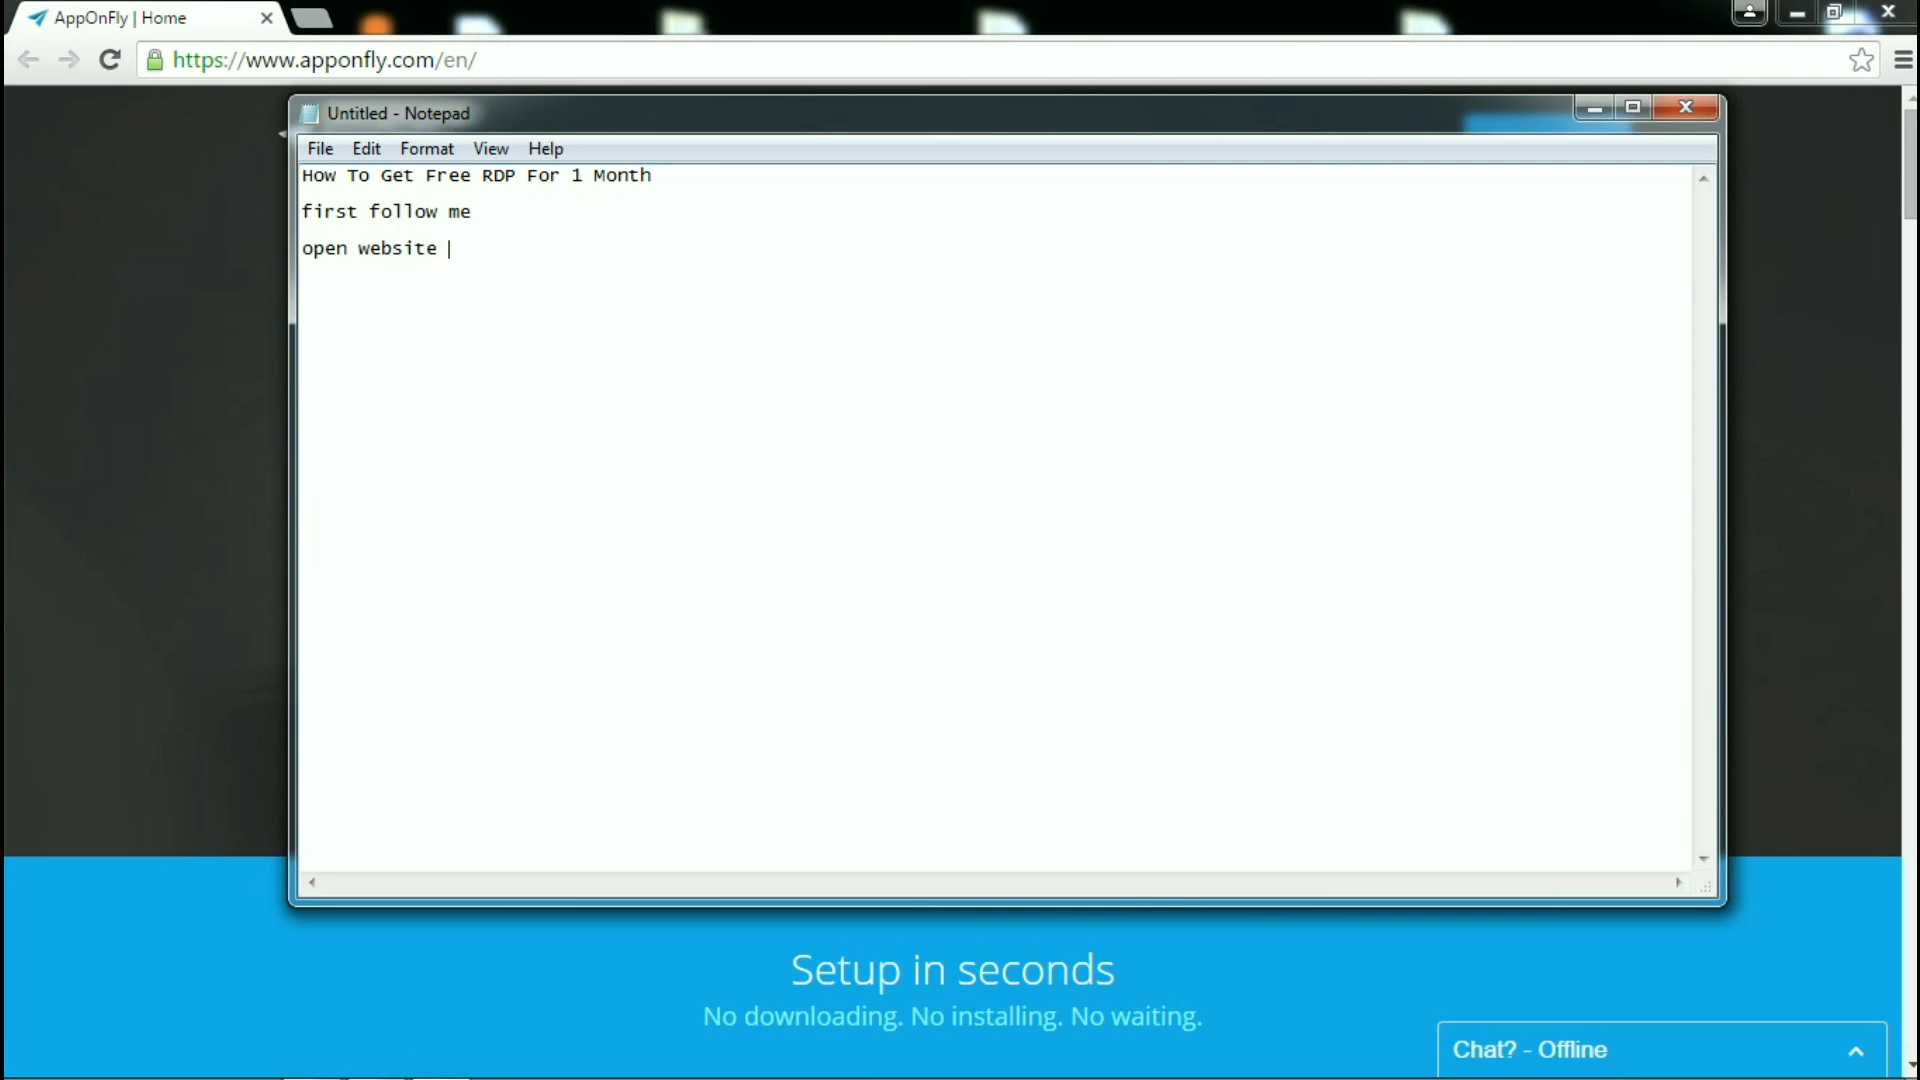 AppOnFly | Home
https://www.apponfly.com/en/
Untitled - Notepad
File Edit Format View Help
How To Get Free RDP For 1 Month
first follow me
open website
Setup in seconds
No downloading. No installing. No waiting.
Chat? - Offline